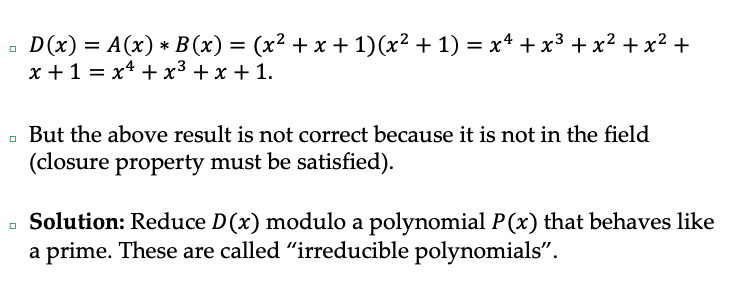 D(x) = A(x) ∗ B(x) = (x² + x + 1)(x² + 1) = x⁴ + x³ + x² + x² +
x + 1 = x⁴ + x³ + x + 1.
But the above result is not correct because it is not in the field
(closure property must be satisfied).
Solution: Reduce D(x) modulo a polynomial P(x) that behaves like
a prime. These are called “irreducible polynomials”.